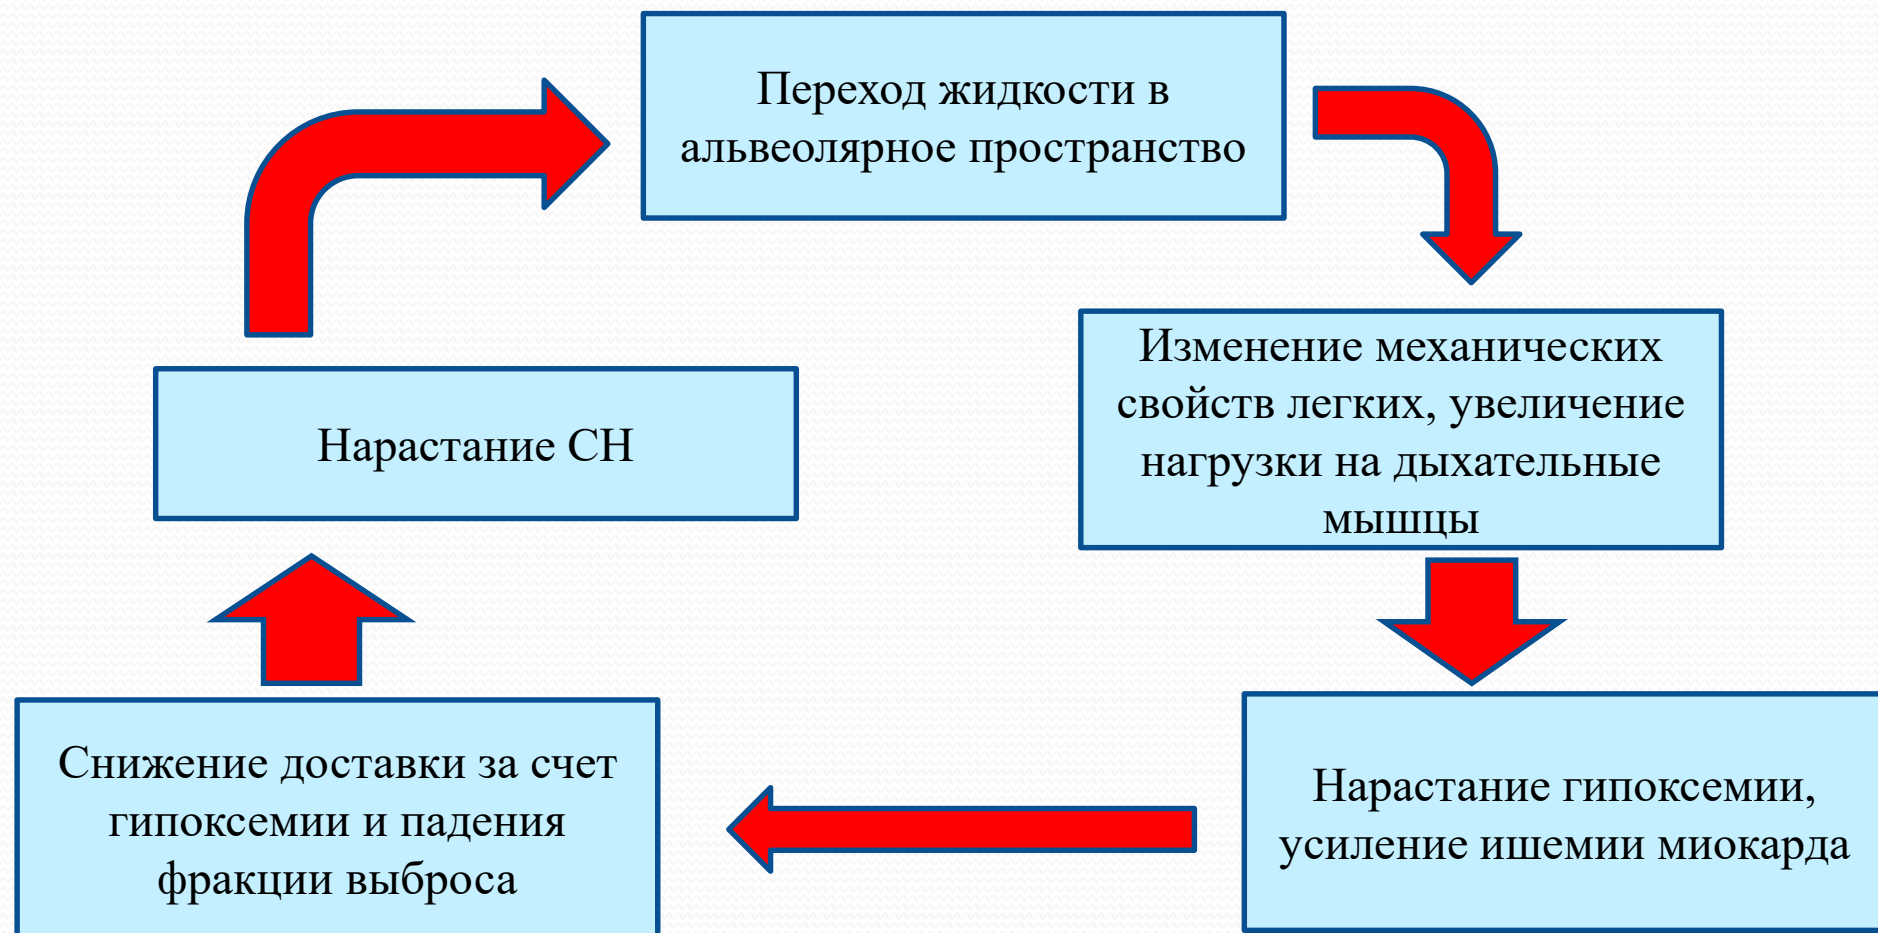 Переход жидкости в
альвеолярное пространство
Изменение механических
свойств легких, увеличение
нагрузки на дыхательные
мышцы
Нарастание гипоксемии,
усиление ишемии миокарда
Снижение доставки за счет
гипоксемии и падения
фракции выброса
Нарастание СН